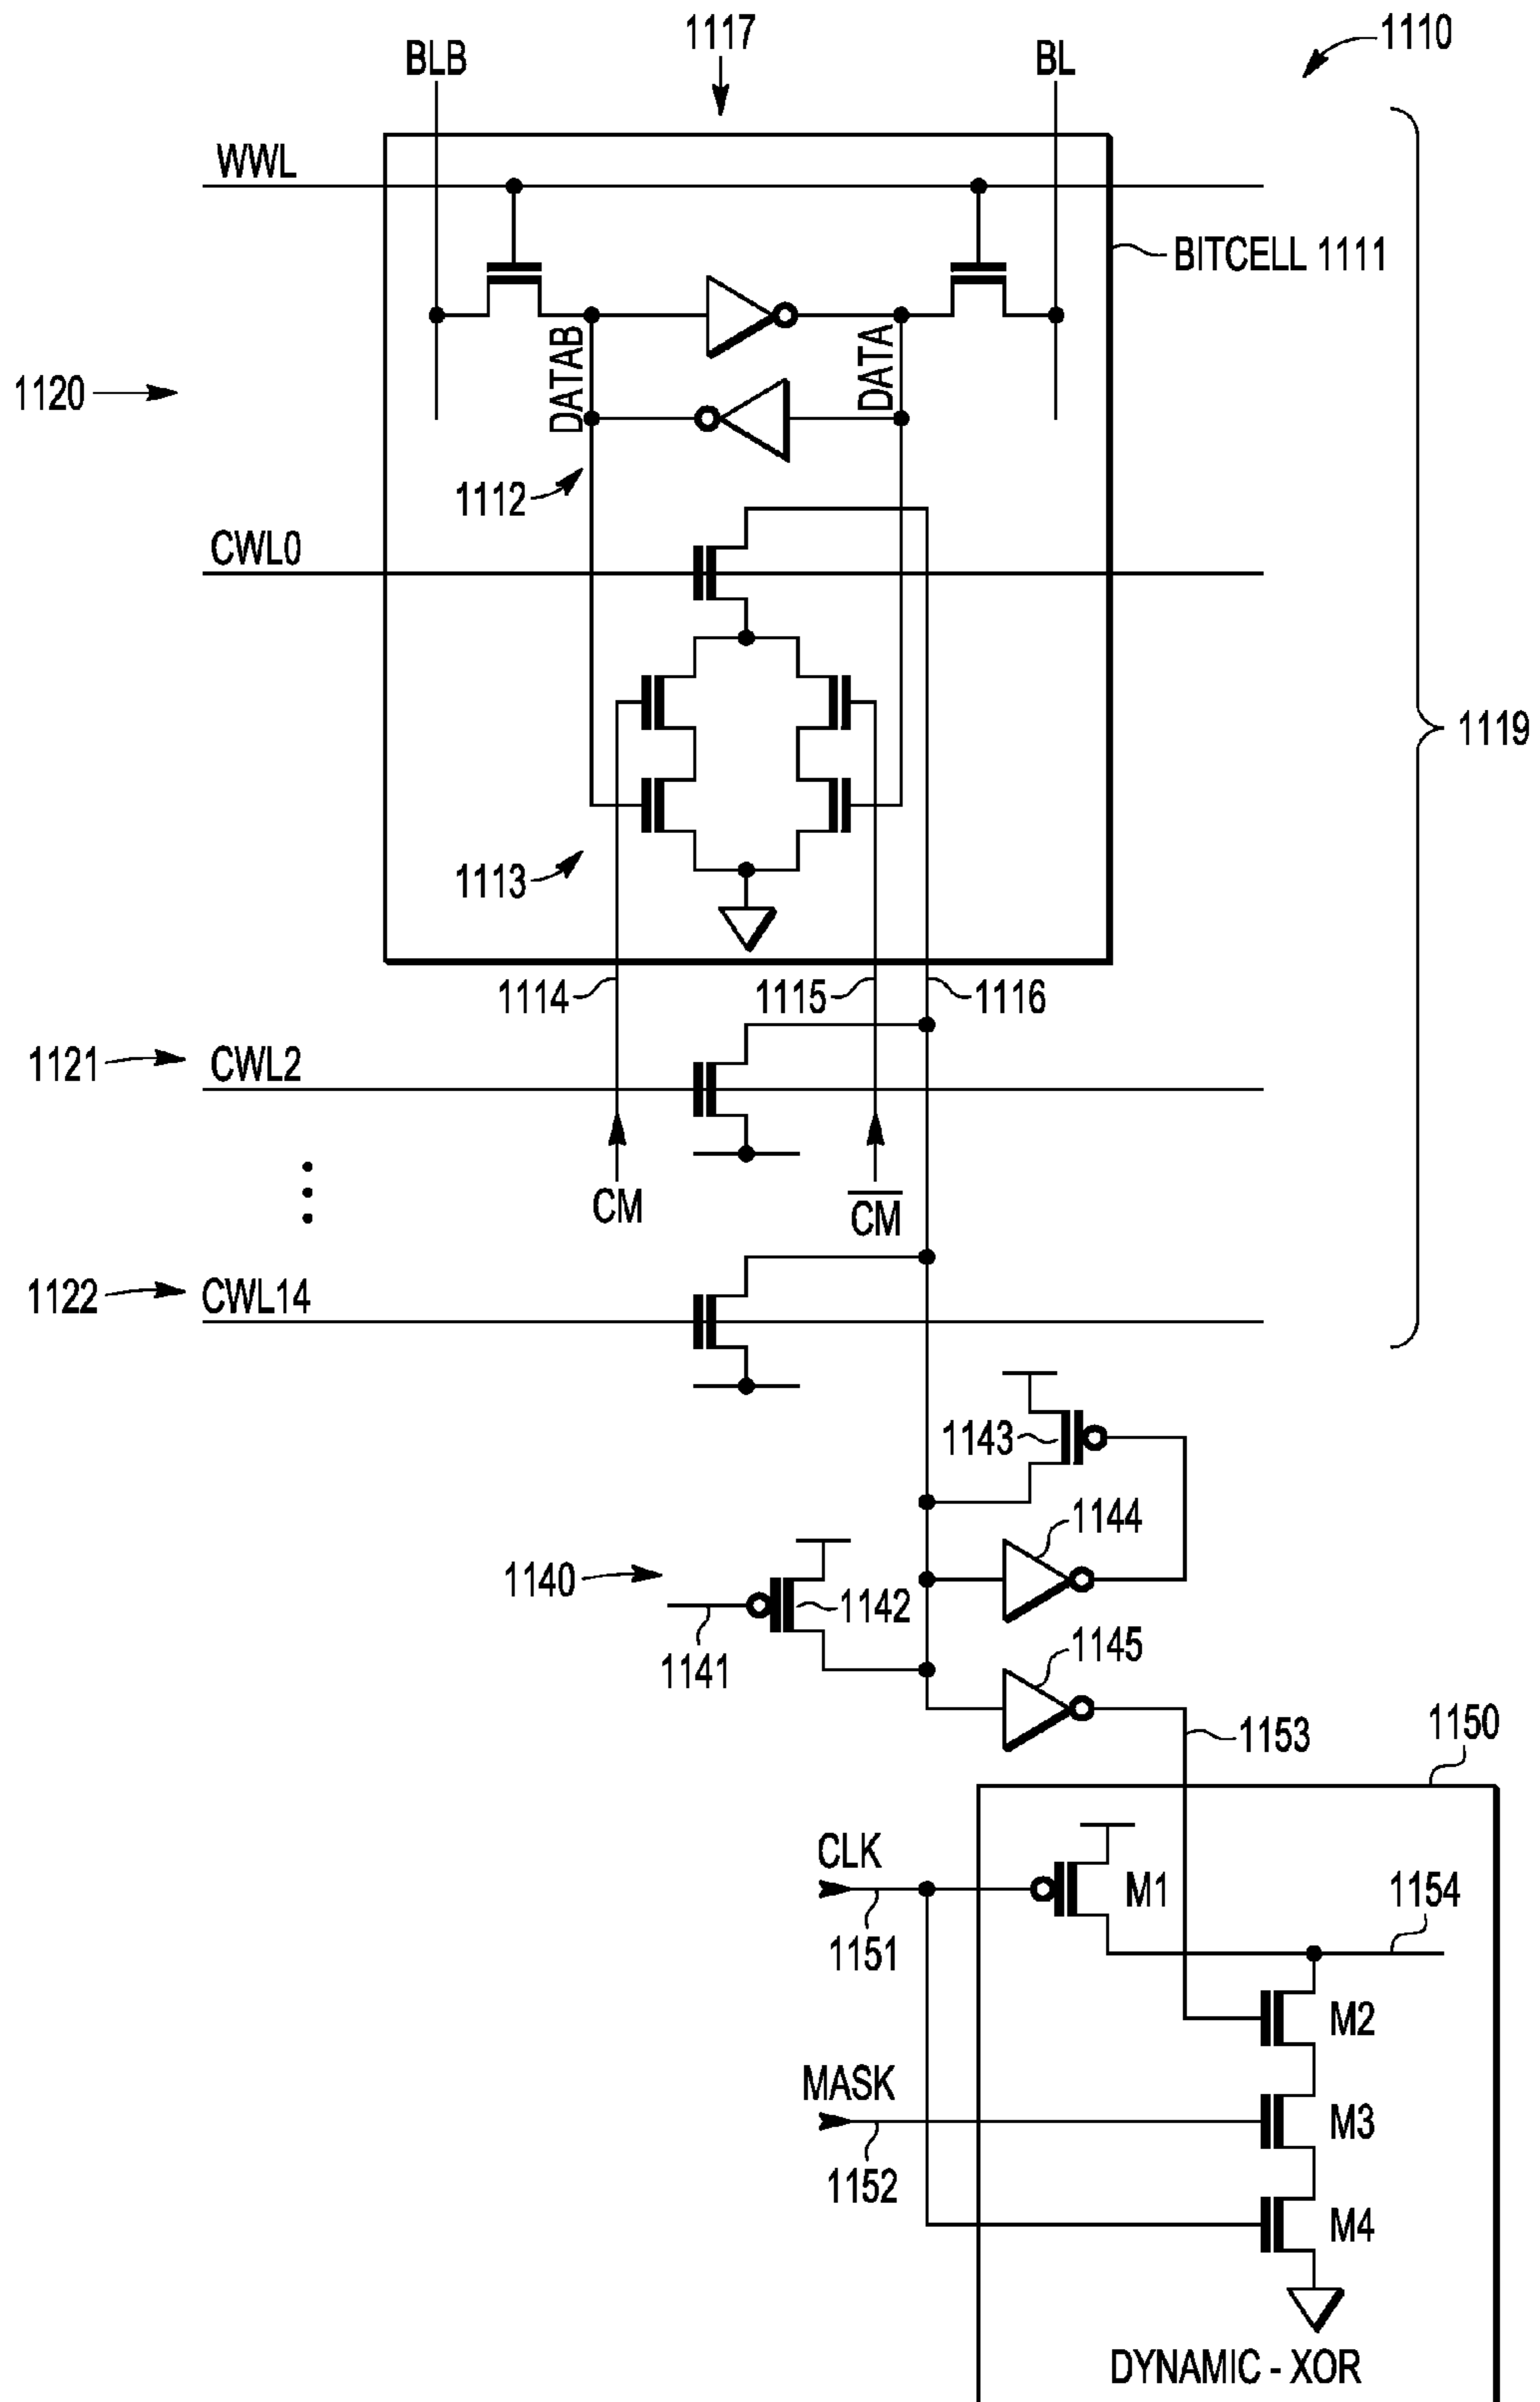 1117
1110
BLB
BL
WWL
BITCELL 1111
DATAB
DATA
1120
1112
CWL0
1119
1113
1114
1115
1116
1121
CWL2
CM
C̅M̅
1122
CWL14
1143
1144
1140
1142
1141
1145
1153
1150
CLK
M1
1154
1151
M2
MASK
M3
1152
M4
DYNAMIC - XOR